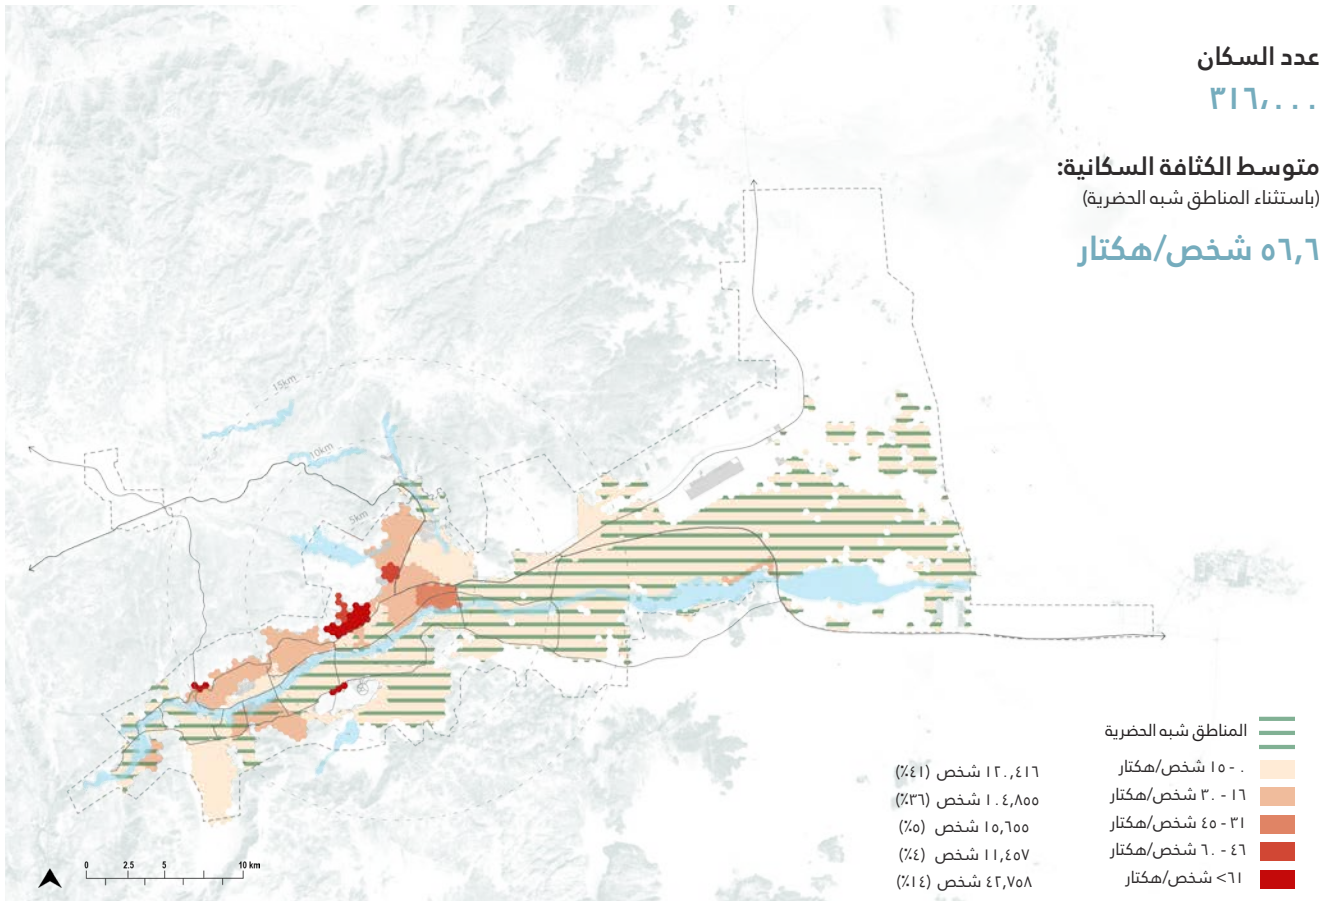 عدد السكان
٣١٦،٠٠٠
متوسط الكثافة السكانية:
(باستثناء المناطق شبه الحضرية)
٥٦,٦ شخص/هكتار
15km
10km
5km
المناطق شبه الحضرية
٠ - ١٥ شخص/هكتار ١٢٠,٤١٦ شخص (٤١٪)
١٦ - ٣٠ شخص/هكتار ١٠٤,٨٥٥ شخص (٣٦٪)
٣١ - ٤٥ شخص/هكتار ١٥,٦٥٥ شخص (٥٪)
٤٦ - ٦٠ شخص/هكتار ١١,٤٥٧ شخص (٤٪)
٦١> شخص/هكتار ٤٢,٧٥٨ شخص (١٤٪)
0 2.5 5 10 km